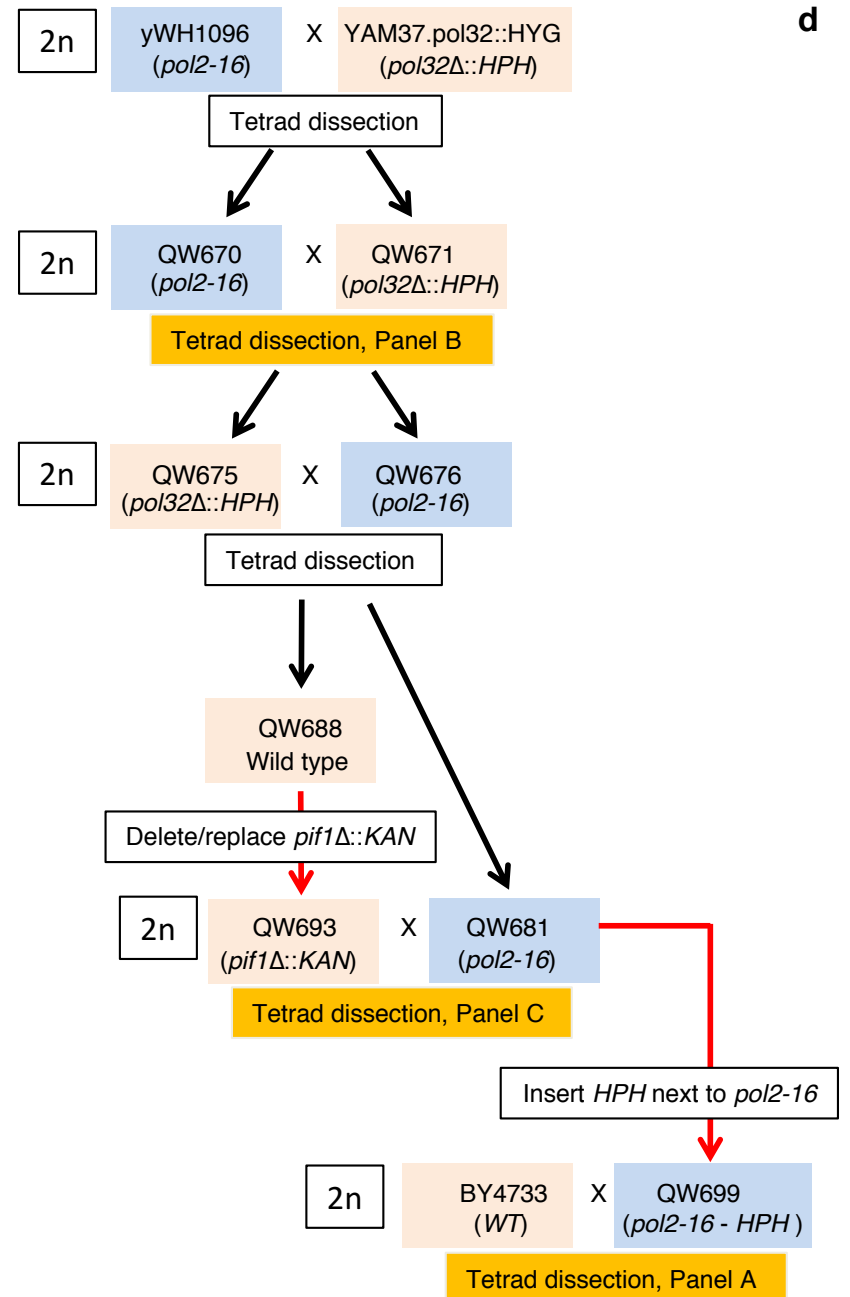 d
2n
yWH1096
(pol2-16)
X
YAM37.pol32::HYG
(pol32Δ::HPH)
Tetrad dissection
2n
QW670
(pol2-16)
X
QW671
(pol32Δ::HPH)
Tetrad dissection, Panel B
2n
QW675
(pol32Δ::HPH)
X
QW676
(pol2-16)
Tetrad dissection
QW688
Wild type
Delete/replace pif1Δ::KAN
2n
QW693
(pif1Δ::KAN)
X
QW681
(pol2-16)
Tetrad dissection, Panel C
Insert HPH next to pol2-16
2n
BY4733
(WT)
X
QW699
(pol2-16 - HPH )
Tetrad dissection, Panel A